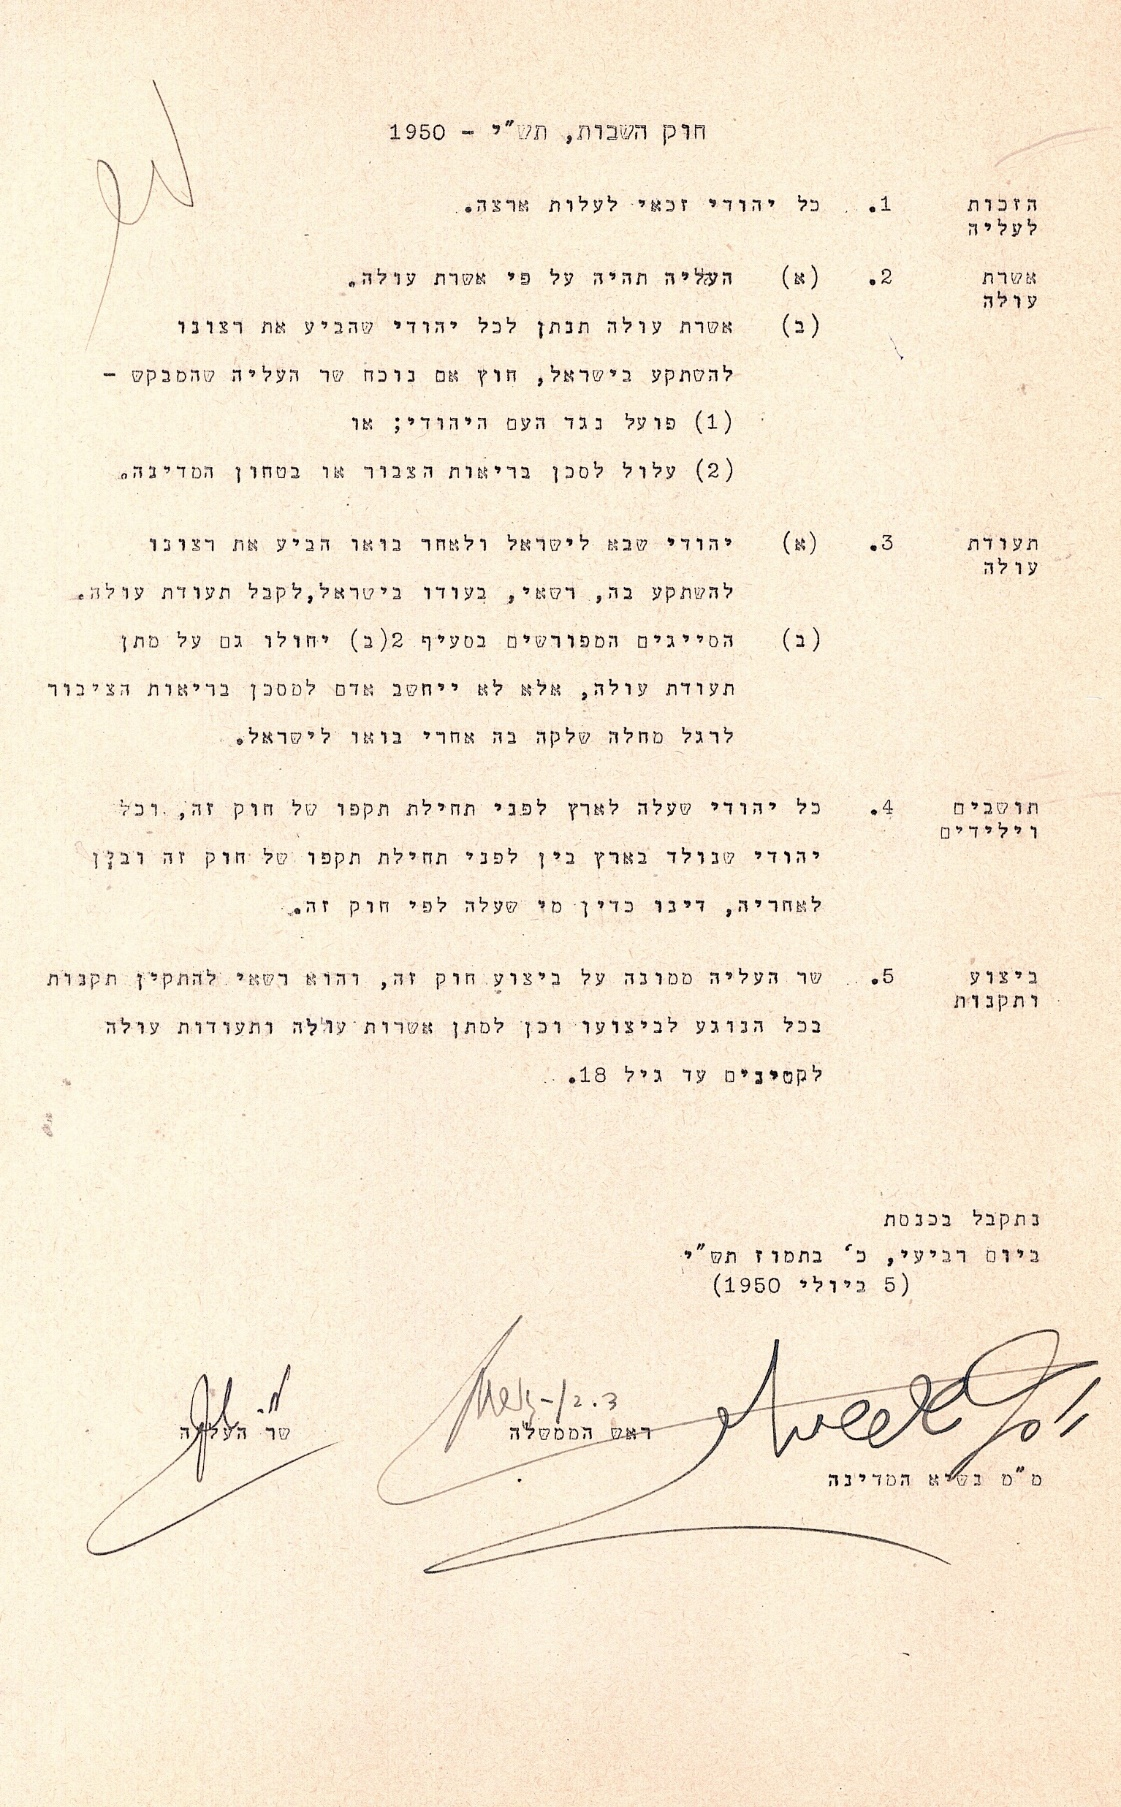 חוק השבות, תש"י - 1950
הזכות 1. כל יהודי זכאי לעלות ארצה.
לעליה
אשרת 2. (א) העליה תהיה על פי אשרת עולה.
עולה
(ב) אשרת עולה תנתן לכל יהודי שהביע את רצונו
להשתקע בישראל, חוץ אם נוכח שר העליה שהמבקש -
(1) פועל נגד העם היהודי; או
(2) עלול לסכן בריאות הצבור או בטחון המדינה.
תעודת 3. (א) יהודי שבא לישראל ולאחר בואו הביע את רצונו
עולה
להשתקע בה, רשאי, בעודו בישראל,לקבל תעודת עולה.
(ב) הסייגים המפורשים בסעיף 2(ב) יחולו גם על מתן
תעודת עולה, אלא לא ייחשב אדם למסכן בריאות הציבור
לרגל מחלה שלקה בה אחרי בואו לישראל.
תושבים 4. כל יהודי שעלה לארץ לפני תחילת תקפו של חוק זה, וכל
וילידים
יהודי שנולד בארץ בין לפני תחילת תקפו של חוק זה ובין
לאחריה, דינו כדין מי שעלה לפי חוק זה.
ביצוע 5. שר העליה ממונה על ביצוע חוק זה, והוא רשאי להתקין תקנות
ותקנות
בכל הנוגע לביצועו וכן למתן אשרות עולה ותעודות עולה
לקטינים עד גיל 18.
נתקבל בכנסת
ביום רביעי, כ' בתמוז תש"י
(5 ביולי 1950)
מ"מ נשיא המדינה ראש הממשלה שר העליה